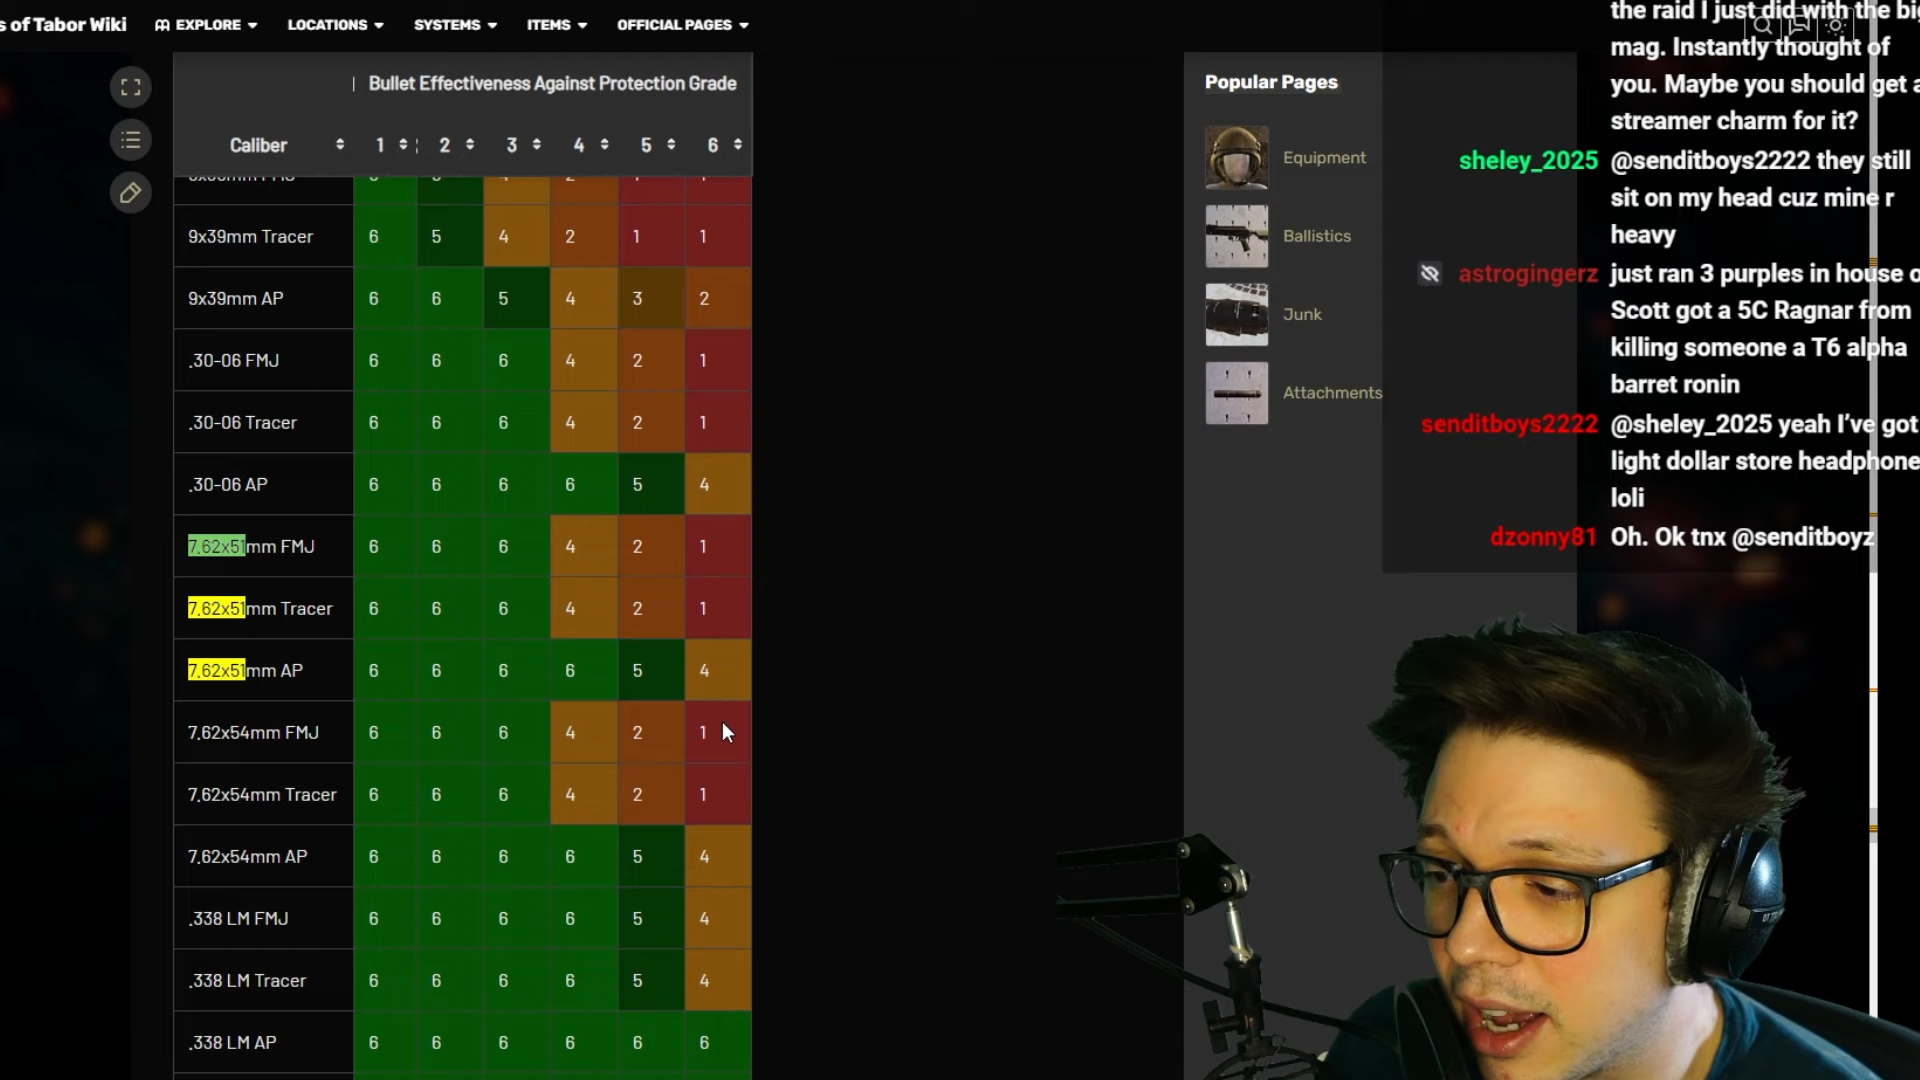 s of Tabor Wiki EXPLORE LOCATIONS SYSTEMS ITEMS OFFICIAL PAGES
Bullet Effectiveness Against Protection Grade
Caliber 1 2 3 4 5 6
9x39mm Tracer 6 5 4 2 1 1
9x39mm AP 6 6 5 4 3 2
.30-06 FMJ 6 6 6 4 2 1
.30-06 Tracer 6 6 6 4 2 1
.30-06 AP 6 6 6 6 5 4
7.62x51mm FMJ 6 6 6 4 2 1
7.62x51mm Tracer 6 6 6 4 2 1
7.62x51mm AP 6 6 6 6 5 4
7.62x54mm FMJ 6 6 6 4 2 1
7.62x54mm Tracer 6 6 6 4 2 1
7.62x54mm AP 6 6 6 6 5 4
.338 LM FMJ 6 6 6 6 5 4
.338 LM Tracer 6 6 6 6 5 4
.338 LM AP 6 6 6 6 6 6
Popular Pages
Equipment
Ballistics
Junk
Attachments
the raid I just did with the big
mag. Instantly thought of
you. Maybe you should get a
streamer charm for it?
sheley_2025 @senditboys2222 they still
sit on my head cuz mine r
heavy
astrogingerz just ran 3 purples in house o
Scott got a 5C Ragnar from
killing someone a T6 alpha
barret ronin
senditboys2222 @sheley_2025 yeah I've got
light dollar store headphone
loli
dzonny81 Oh. Ok tnx @senditboyz